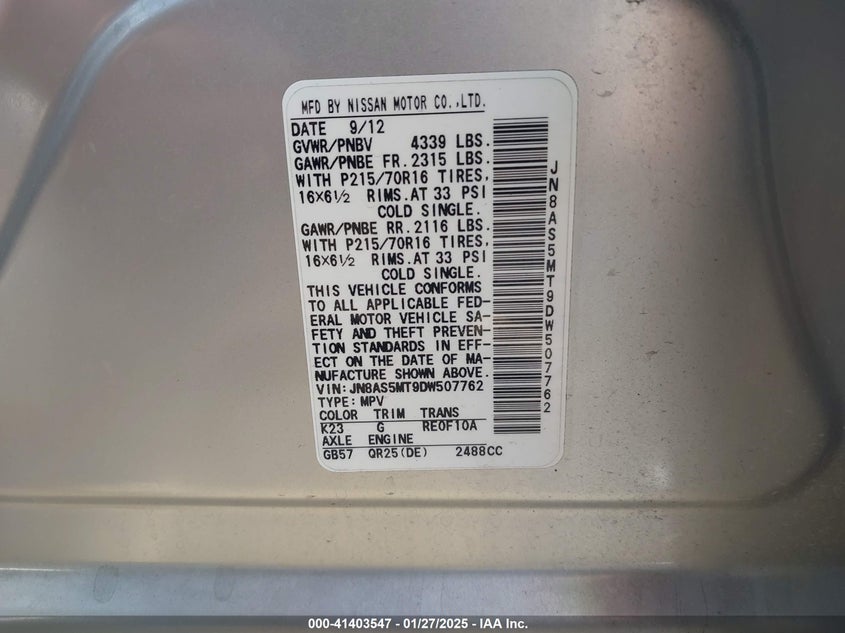 MFD BY NISSAN MOTOR CO.,LTD.
DATE 9/12
GVWR/PNBV 4339 LBS.
GAWR/PNBE FR.2315 LBS.
WITH P215/70R16 TIRES,
16×6½ RIMS.AT 33 PSI
COLD SINGLE.
GAWR/PNBE RR.2116 LBS.
WITH P215/70R16 TIRES,
16×6½ RIMS.AT 33 PSI
COLD SINGLE.
THIS VEHICLE CONFORMS
TO ALL APPLICABLE FED-
ERAL MOTOR VEHICLE SA-
FETY AND THEFT PREVEN-
TION STANDARDS IN EFF-
ECT ON THE DATE OF MA-
NUFACTURE SHOWN ABOVE.
VIN:JN8AS5MT9DW507762
TYPE:MPV
COLOR TRIM TRANS
K23 G RE0F10A
AXLE ENGINE
GB57 QR25(DE) 2488CC
JN8AS5MT9DW507762
000-41403547 — 01/27/2025 — IAA Inc.